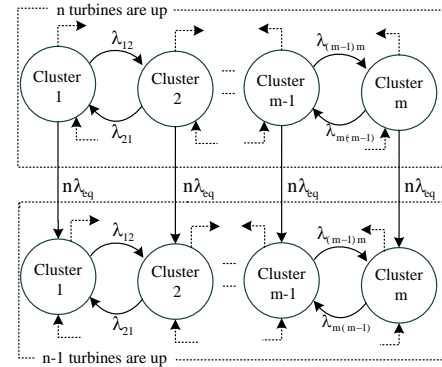 n turbines are up
λ12
λ(m−1)m
Cluster
1
Cluster
2
Cluster
m-1
Cluster
m
λ21
λm(m−1)
nλeq
nλeq
nλeq
nλeq
λ12
λ(m−1)m
Cluster
1
Cluster
2
Cluster
m-1
Cluster
m
λ21
λm(m−1)
n-1 turbines are up